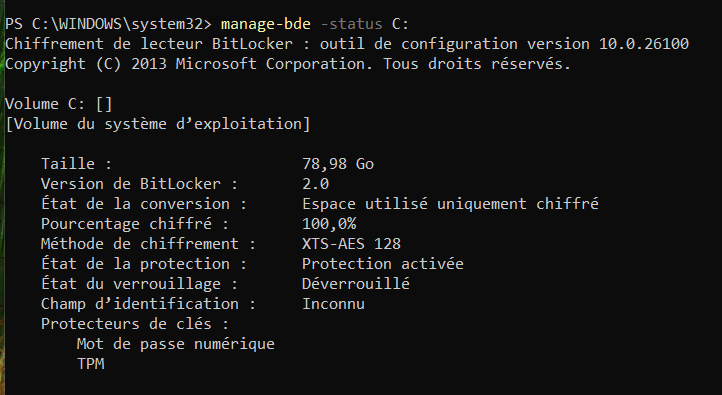 PS C:\WINDOWS\system32> manage-bde -status C:
Chiffrement de lecteur BitLocker : outil de configuration version 10.0.26100
Copyright (C) 2013 Microsoft Corporation. Tous droits réservés.
Volume C: []
[Volume du système d’exploitation]
Taille : 78,98 Go
Version de BitLocker : 2.0
État de la conversion : Espace utilisé uniquement chiffré
Pourcentage chiffré : 100,0%
Méthode de chiffrement : XTS-AES 128
État de la protection : Protection activée
État du verrouillage : Déverrouillé
Champ d’identification : Inconnu
Protecteurs de clés :
Mot de passe numérique
TPM